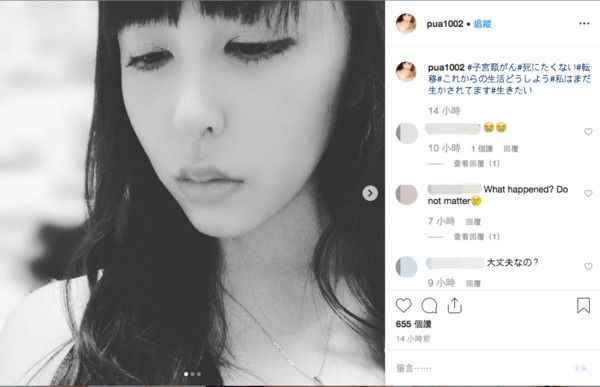 pua1002 • 追蹤
pua1002 #子宮頚がん#死にたくない#転
移#これからの生活どうしよう#私はまだ
生かされてます#生きたい
14 小時
😭😭
10 小時 1 個讚 回覆
查看回覆（1）
What happened? Do
not matter😢
7 小時 回覆
查看回覆（1）
大丈夫なの？
9 小時 回覆
655 個讚
14 小時前
留言……